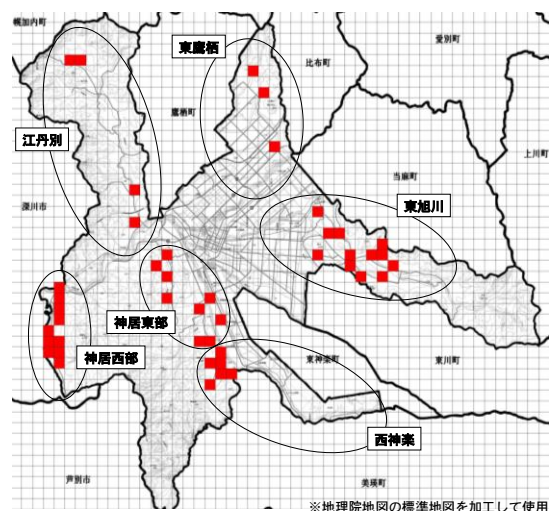 幌加内町
東鷹栖
愛別町
比布町
鷹栖町
江丹別
上川町
当麻町
深川市
東旭川
神居東部
神居西部
東神楽町
東川町
西神楽
芦別市
美瑛町
※地理院地図の標準地図を加工して使用